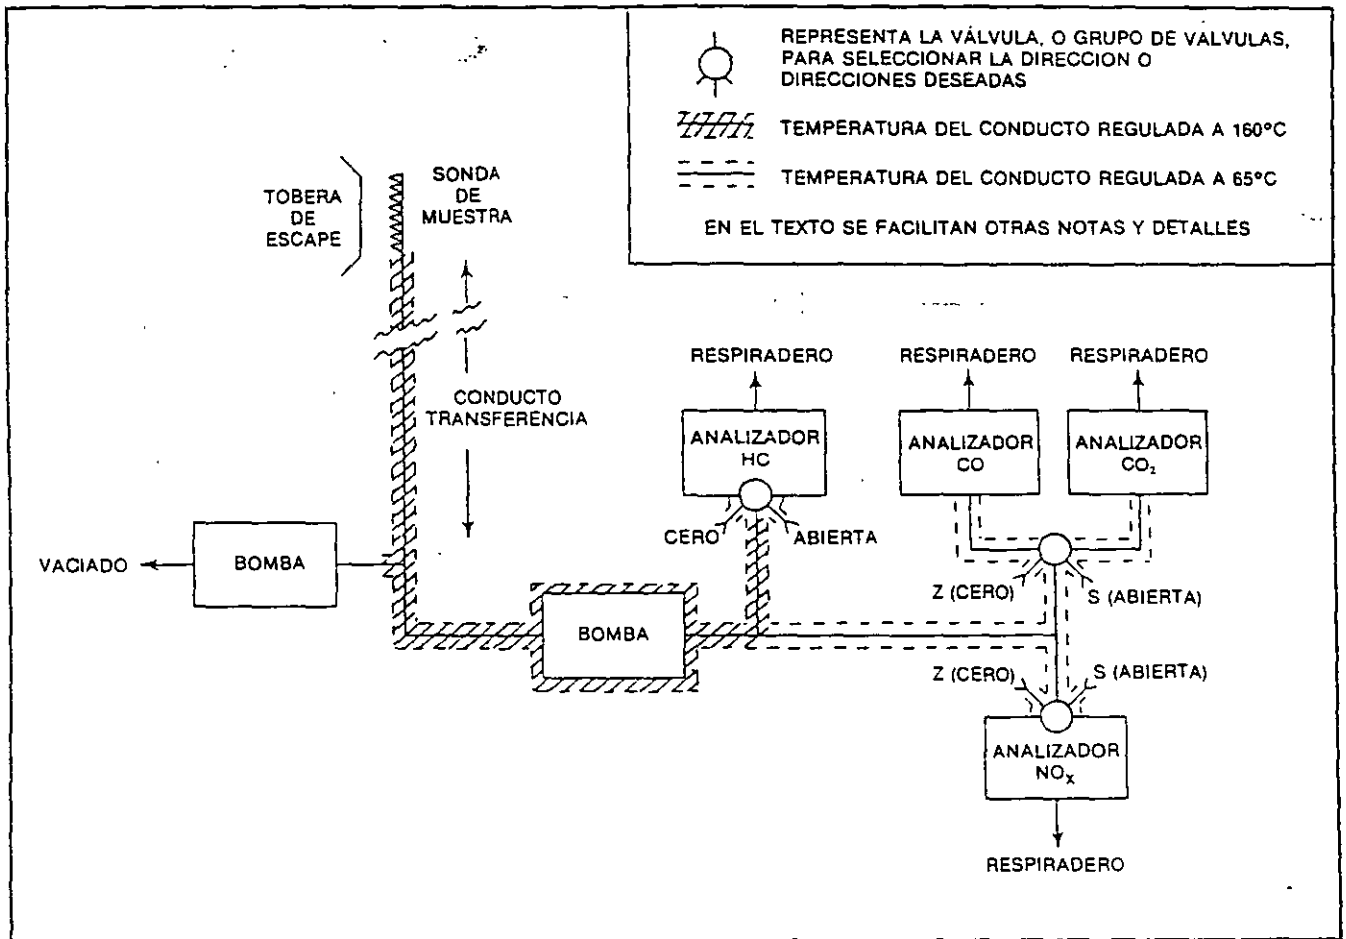 REPRESENTA LA VÁLVULA, O GRUPO DE VÁLVULAS,
PARA SELECCIONAR LA DIRECCION O
DIRECCIONES DESEADAS
TEMPERATURA DEL CONDUCTO REGULADA A 160°C
TEMPERATURA DEL CONDUCTO REGULADA A 65°C
EN EL TEXTO SE FACILITAN OTRAS NOTAS Y DETALLES
TOBERA
DE
ESCAPE
SONDA
DE
MUESTRA
CONDUCTO
TRANSFERENCIA
RESPIRADERO
RESPIRADERO
RESPIRADERO
ANALIZADOR
HC
ANALIZADOR
CO
ANALIZADOR
CO₂
CERO
ABIERTA
VACIADO
BOMBA
BOMBA
Z (CERO)
S (ABIERTA)
Z (CERO)
S (ABIERTA)
ANALIZADOR
NOₓ
RESPIRADERO